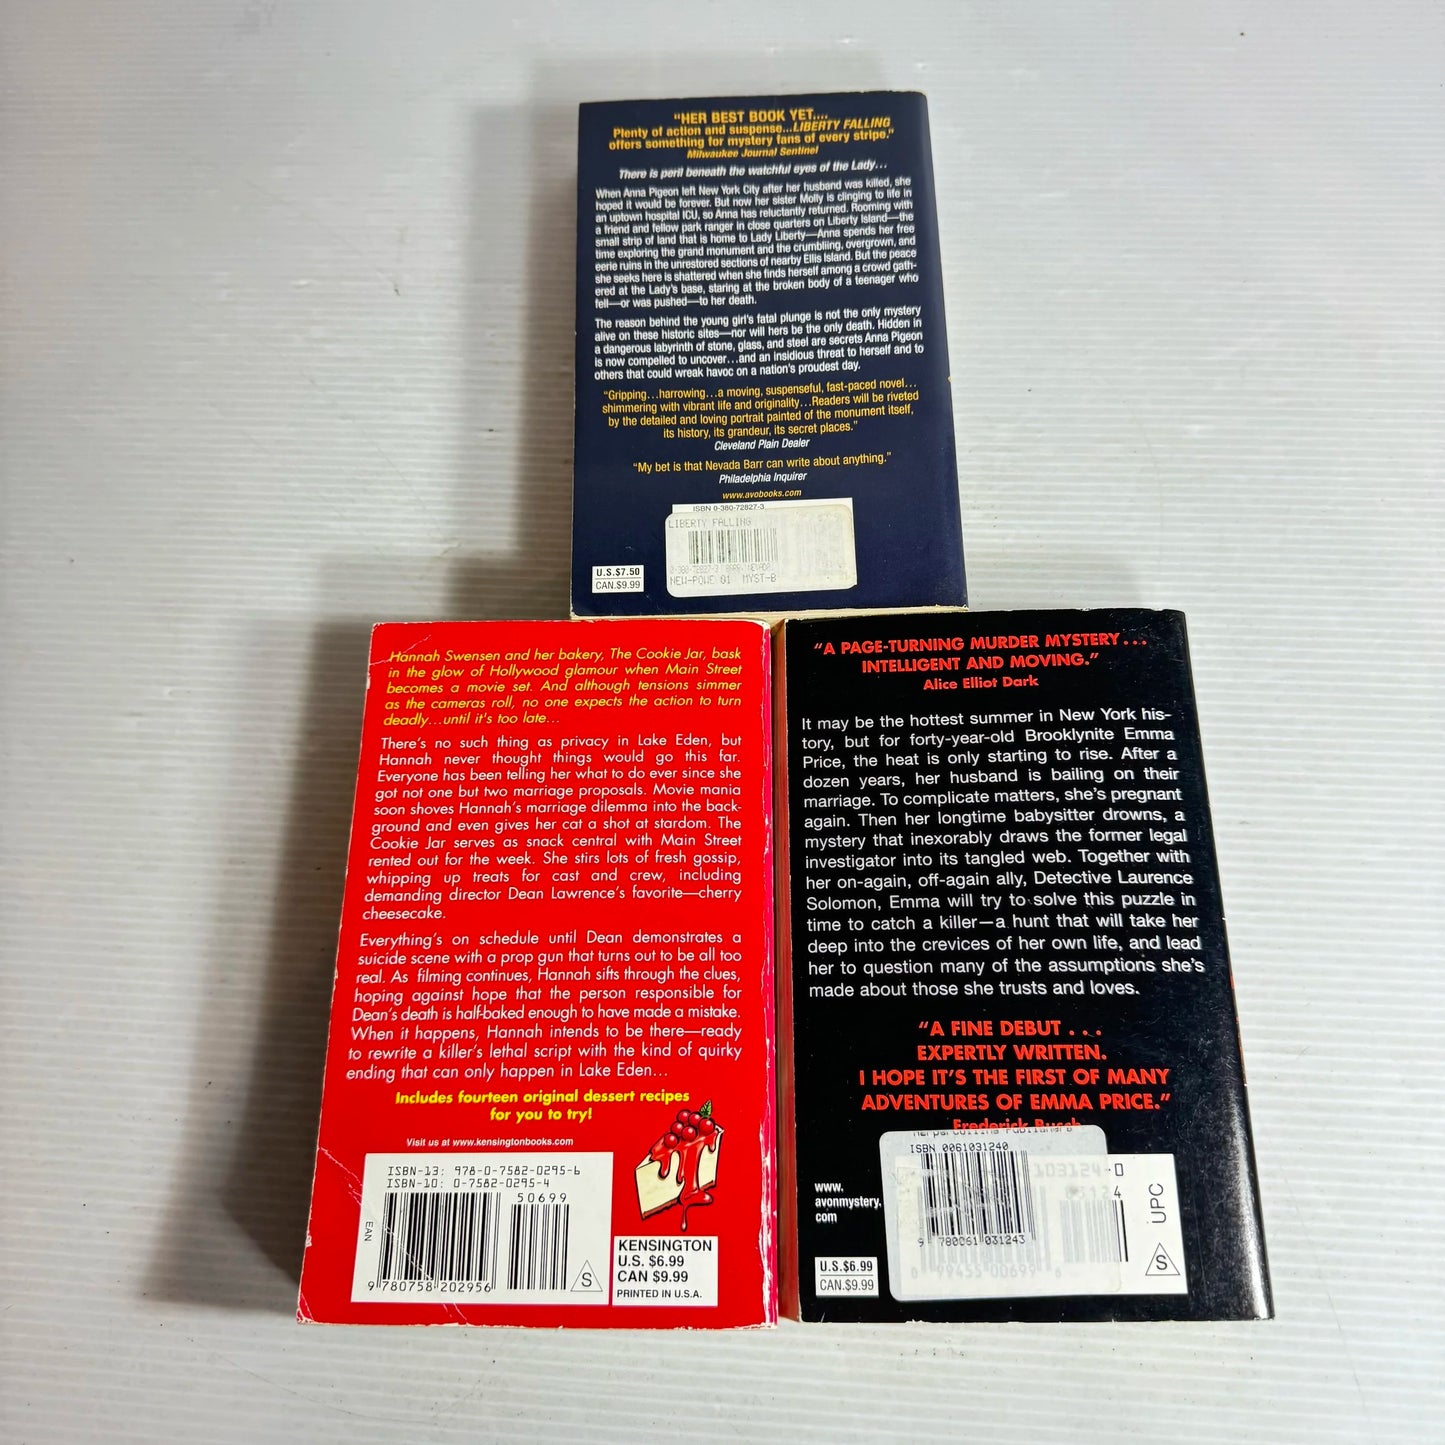 "HER BEST BOOK YET....
Plenty of action and suspense...LIBERTY FALLING
offers something for mystery fans of every stripe."
Milwaukee Journal Sentinel
There is peril beneath the watchful eyes of the Lady...
When Anna Pigeon left New York City after her husband was killed, she
hoped it would be forever. But now her sister Molly is clinging to life in
an uptown hospital ICU, so Anna has reluctantly returned. Rooming with
a friend and fellow park ranger in close quarters on Liberty Island—the
small strip of land that is home to Lady Liberty—Anna spends her free
time exploring the grand monument and the crumbling, overgrown, and
eerie ruins in the unrestored sections of nearby Ellis Island. But the peace
she seeks here is shattered when she finds herself among a crowd gath-
ered at the Lady's base, staring at the broken body of a teenager who
fell—or was pushed—to her death.
The reason behind the young girl's fatal plunge is not the only mystery
alive on these historic sites—nor will hers be the only death. Hidden in
a dangerous labyrinth of stone, glass, and steel are secrets Anna Pigeon
is now compelled to uncover...and an insidious threat to herself and to
others that could wreak havoc on a nation's proudest day.
"Gripping...harrowing...a moving, suspenseful, fast-paced novel...
shimmering with vibrant life and originality...Readers will be riveted
by the detailed and loving portrait painted of the monument itself,
its history, its grandeur, its secret places."
Cleveland Plain Dealer
"My bet is that Nevada Barr can write about anything."
Philadelphia Inquirer
www.avobooks.com
ISBN 0-380-72827-3
LIBERTY FALLING
NEW-POWE 01 MYST-B
U.S.$7.50
CAN.$9.99
Hannah Swensen and her bakery, The Cookie Jar, bask
in the glow of Hollywood glamour when Main Street
becomes a movie set. And although tensions simmer
as the cameras roll, no one expects the action to turn
deadly...until it's too late...
There's no such thing as privacy in Lake Eden, but
Hannah never thought things would go this far.
Everyone has been telling her what to do ever since she
got not one but two marriage proposals. Movie mania
soon shoves Hannah's marriage dilemma into the back-
ground and even gives her cat a shot at stardom. The
Cookie Jar serves as snack central with Main Street
rented out for the week. She stirs lots of fresh gossip,
whipping up treats for cast and crew, including
demanding director Dean Lawrence's favorite—cherry
cheesecake.
Everything's on schedule until Dean demonstrates a
suicide scene with a prop gun that turns out to be all too
real. As filming continues, Hannah sifts through the clues,
hoping against hope that the person responsible for
Dean's death is half-baked enough to have made a mistake.
When it happens, Hannah intends to be there—ready
to rewrite a killer's lethal script with the kind of quirky
ending that can only happen in Lake Eden...
Includes fourteen original dessert recipes
for you to try!
Visit us at www.kensingtonbooks.com
ISBN-13: 978-0-7582-0295-6
ISBN-10: 0-7582-0295-4
50699
EAN
9 780758 202956
S
KENSINGTON
U.S. $6.99
CAN $9.99
PRINTED IN U.S.A.
"A PAGE-TURNING MURDER MYSTERY...
INTELLIGENT AND MOVING."
Alice Elliot Dark
It may be the hottest summer in New York his-
tory, but for forty-year-old Brooklynite Emma
Price, the heat is only starting to rise. After a
dozen years, her husband is bailing on their
marriage. To complicate matters, she's pregnant
again. Then her longtime babysitter drowns, a
mystery that inexorably draws the former legal
investigator into its tangled web. Together with
her on-again, off-again ally, Detective Laurence
Solomon, Emma will try to solve this puzzle in
time to catch a killer—a hunt that will take her
deep into the crevices of her own life, and lead
her to question many of the assumptions she's
made about those she trusts and loves.
"A FINE DEBUT...
EXPERTLY WRITTEN.
I HOPE IT'S THE FIRST OF MANY
ADVENTURES OF EMMA PRICE."
Frederick Busch
HarperCollins Publishers
ISBN 0061031240
9 780061 031243
UPC
S
www.
avonmystery.
com
U.S.$6.99
CAN.$9.99